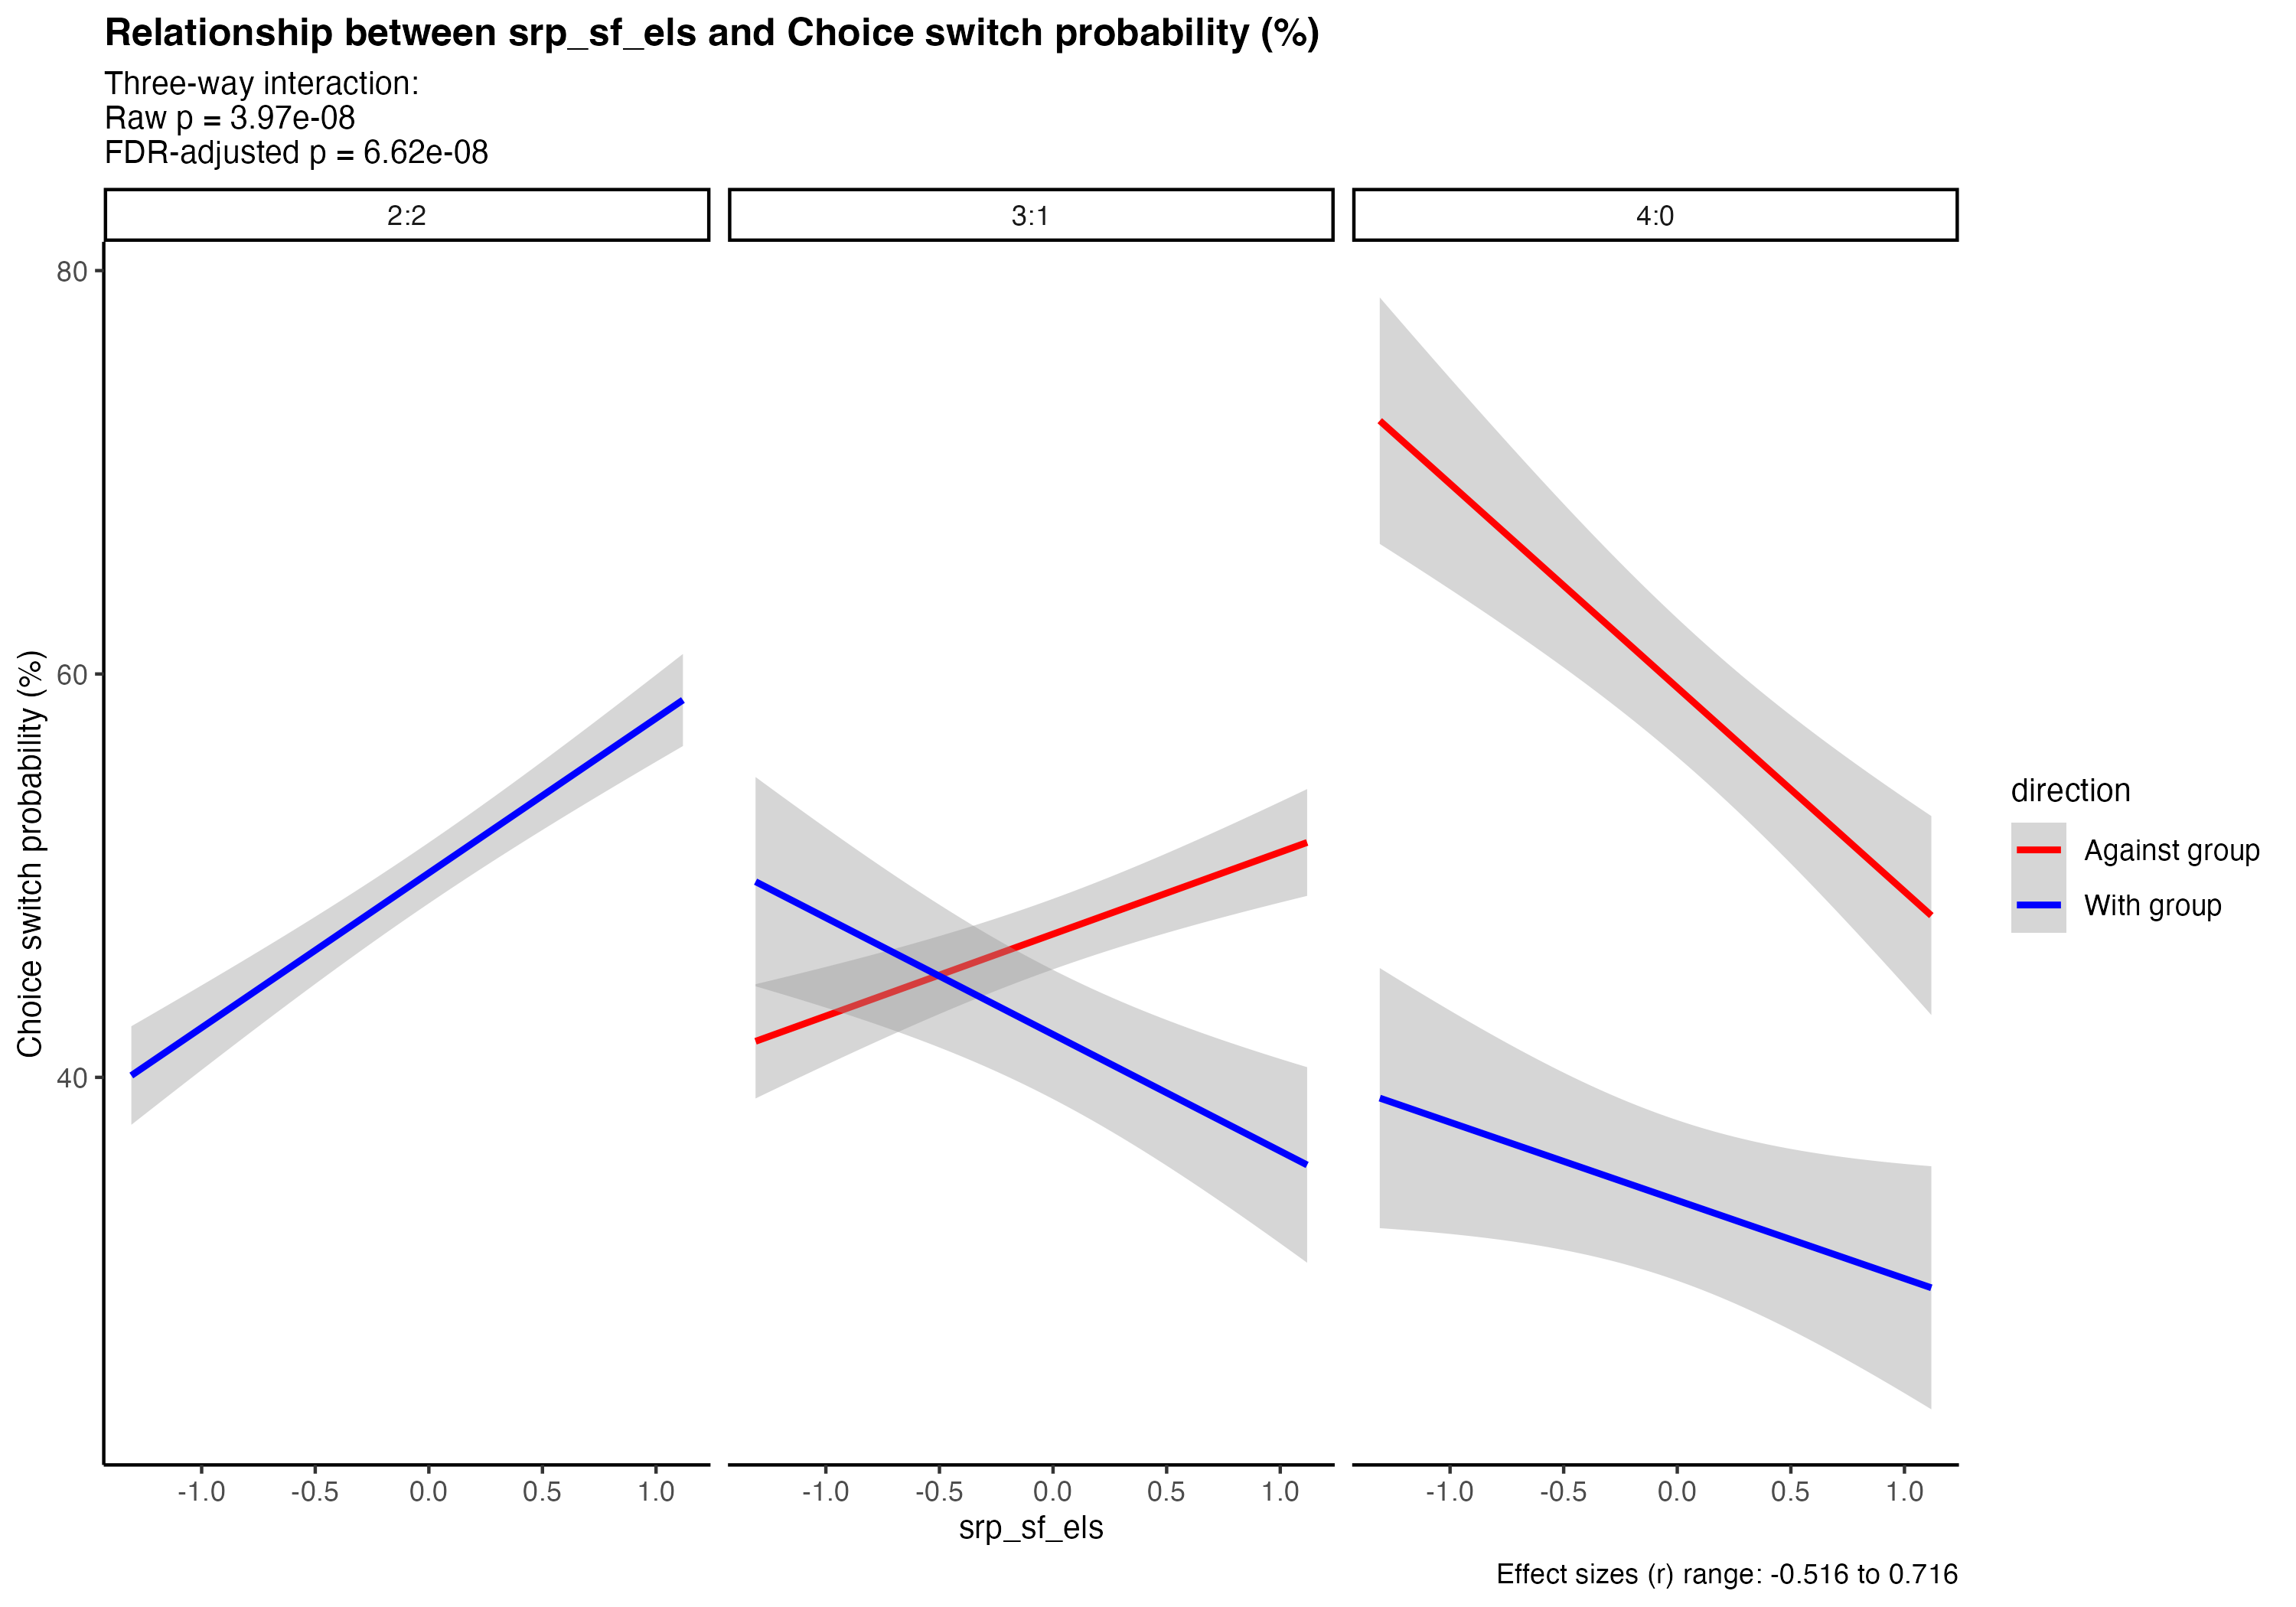 Relationship between srp_sf_els and Choice switch probability (%)
Three-way interaction:
Raw p = 3.97e-08
FDR-adjusted p = 6.62e-08
2:2
3:1
4:0
Choice switch probability (%)
80
60
40
-1.0 -0.5 0.0 0.5 1.0
-1.0 -0.5 0.0 0.5 1.0
-1.0 -0.5 0.0 0.5 1.0
srp_sf_els
direction
Against group
With group
Effect sizes (r) range: -0.516 to 0.716